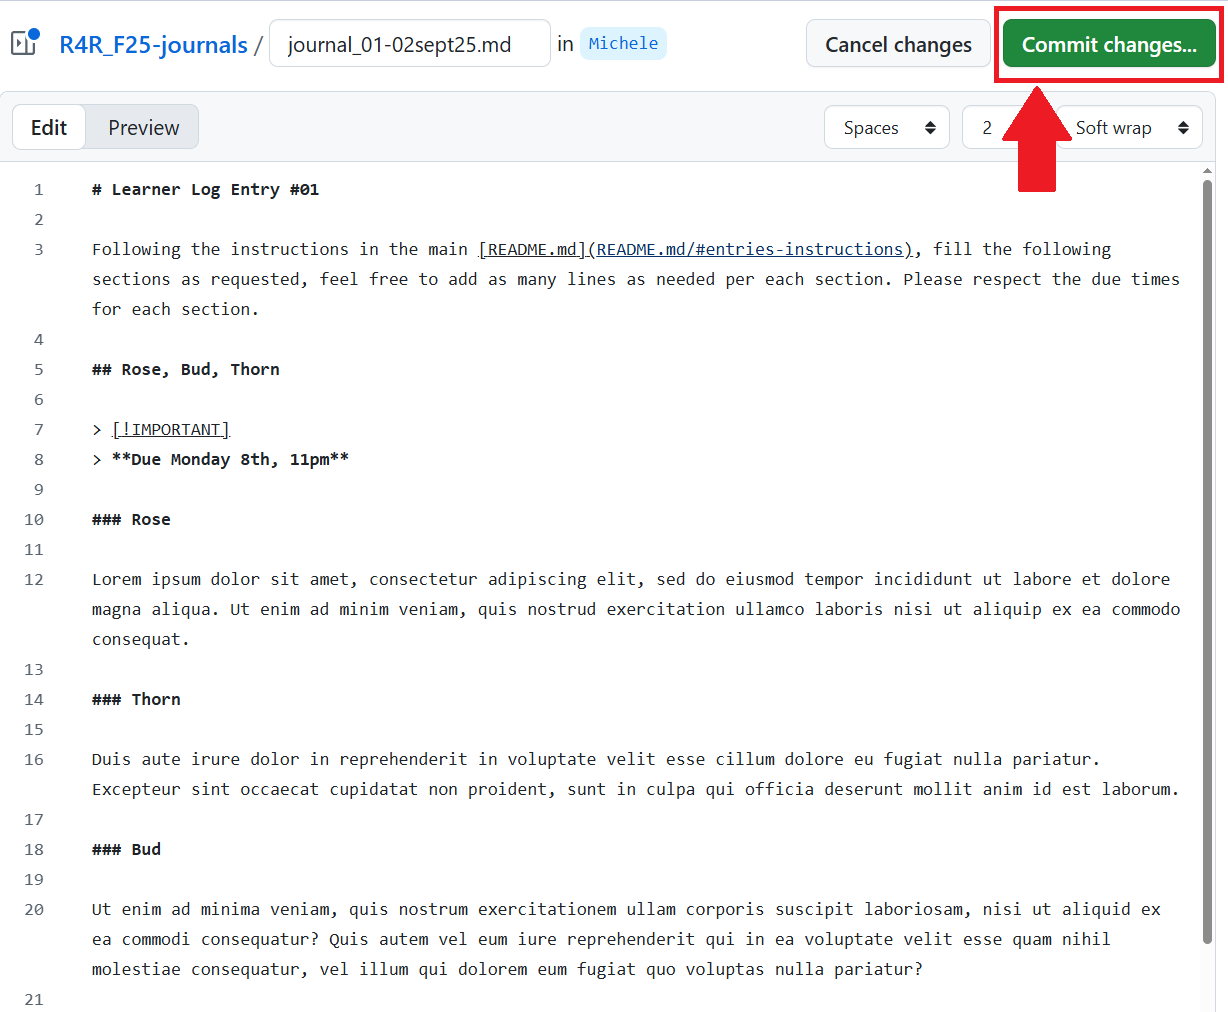 R4R_F25-journals / journal_01-02sept25.md in Michele Cancel changes Commit changes...
Edit Preview Spaces 2 Soft wrap
1 # Learner Log Entry #01
2
3 Following the instructions in the main [README.md](README.md/#entries-instructions), fill the following
sections as requested, feel free to add as many lines as needed per each section. Please respect the due times
for each section.
4
5 ## Rose, Bud, Thorn
6
7 > [!IMPORTANT]
8 > **Due Monday 8th, 11pm**
9
10 ### Rose
11
12 Lorem ipsum dolor sit amet, consectetur adipiscing elit, sed do eiusmod tempor incididunt ut labore et dolore
magna aliqua. Ut enim ad minim veniam, quis nostrud exercitation ullamco laboris nisi ut aliquip ex ea commodo
consequat.
13
14 ### Thorn
15
16 Duis aute irure dolor in reprehenderit in voluptate velit esse cillum dolore eu fugiat nulla pariatur.
Excepteur sint occaecat cupidatat non proident, sunt in culpa qui officia deserunt mollit anim id est laborum.
17
18 ### Bud
19
20 Ut enim ad minima veniam, quis nostrum exercitationem ullam corporis suscipit laboriosam, nisi ut aliquid ex
ea commodi consequatur? Quis autem vel eum iure reprehenderit qui in ea voluptate velit esse quam nihil
molestiae consequatur, vel illum qui dolorem eum fugiat quo voluptas nulla pariatur?
21